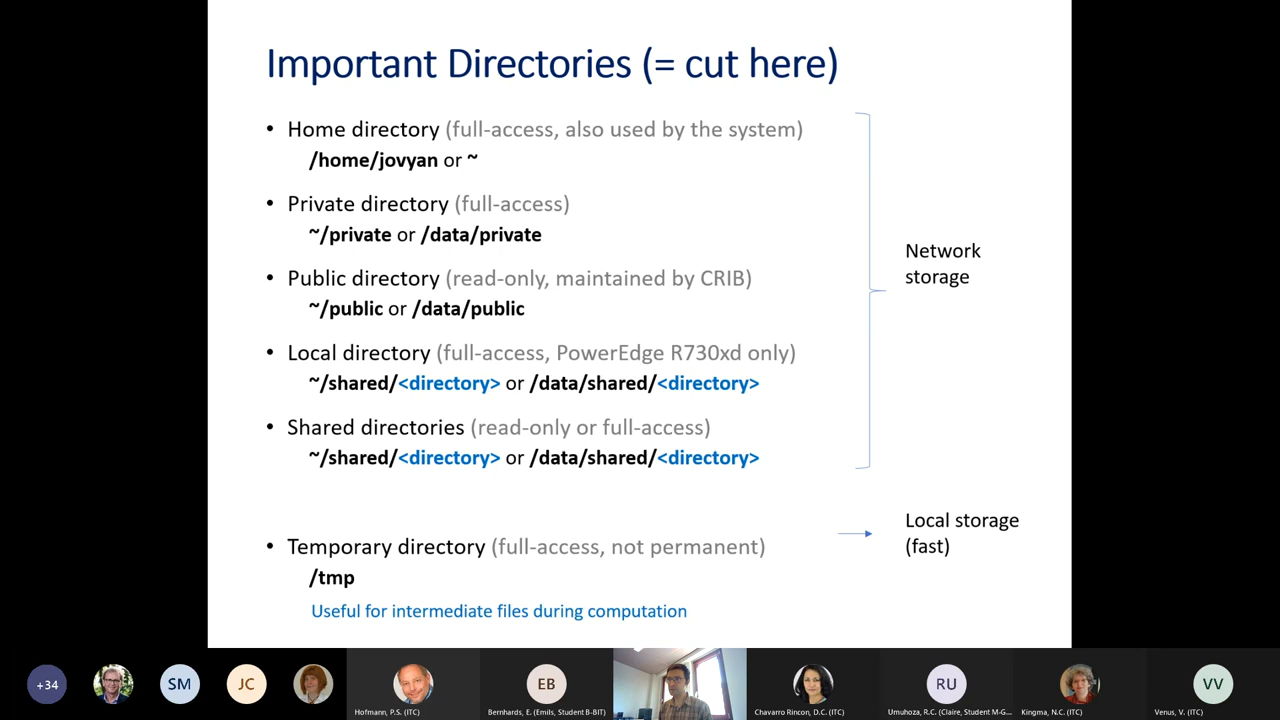 Important Directories (= cut here)
• Home directory (full-access, also used by the system)
/home/jovyan or ~
• Private directory (full-access)
~/private or /data/private
• Public directory (read-only, maintained by CRIB)
~/public or /data/public
• Local directory (full-access, PowerEdge R730xd only)
~/shared/<directory> or /data/shared/<directory>
• Shared directories (read-only or full-access)
~/shared/<directory> or /data/shared/<directory>
Network
storage
• Temporary directory (full-access, not permanent)
/tmp
Useful for intermediate files during computation
Local storage
(fast)
+34
SM
JC
Hofmann, P.S. (ITC)
EB
Bernhards, E. (Emils, Student B-BIT)
Chavarro Rincon, D.C. (ITC)
RU
Umuhoza, R.C. (Claire, Student M-G...
Kingma, N.C. (ITC)
VV
Venus, V. (ITC)